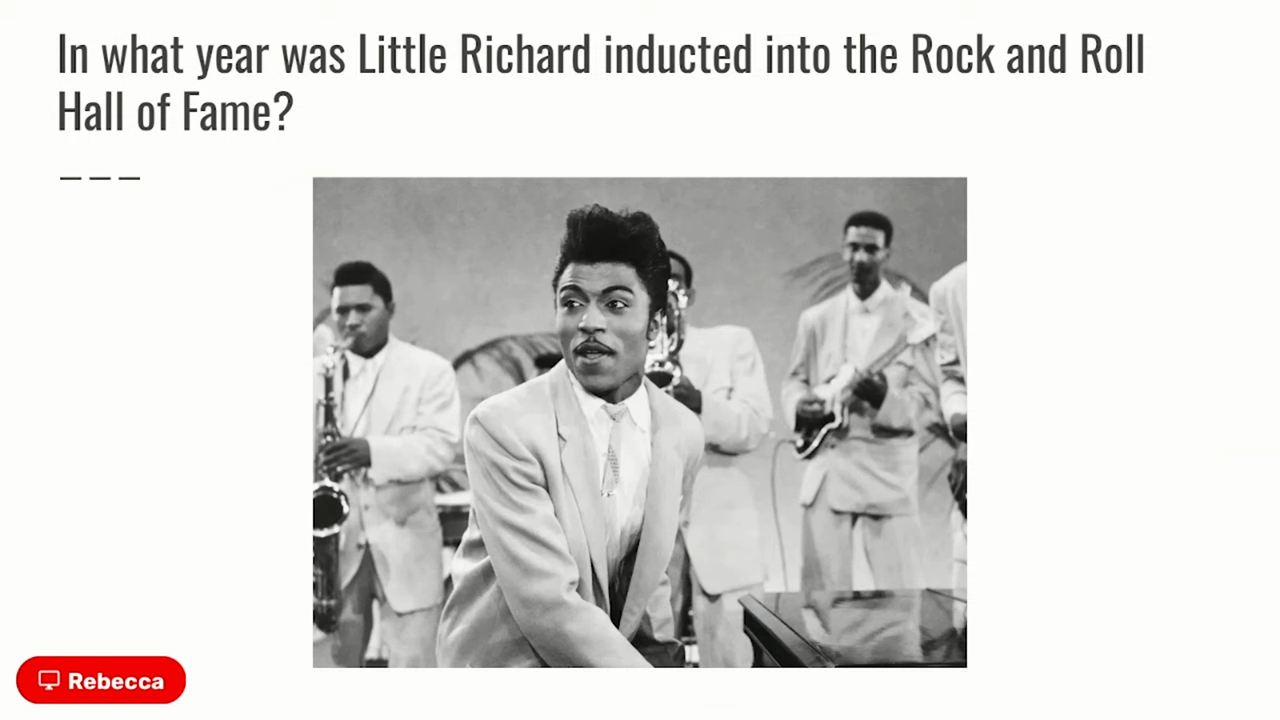 In what year was Little Richard inducted into the Rock and Roll
Hall of Fame?
Rebecca